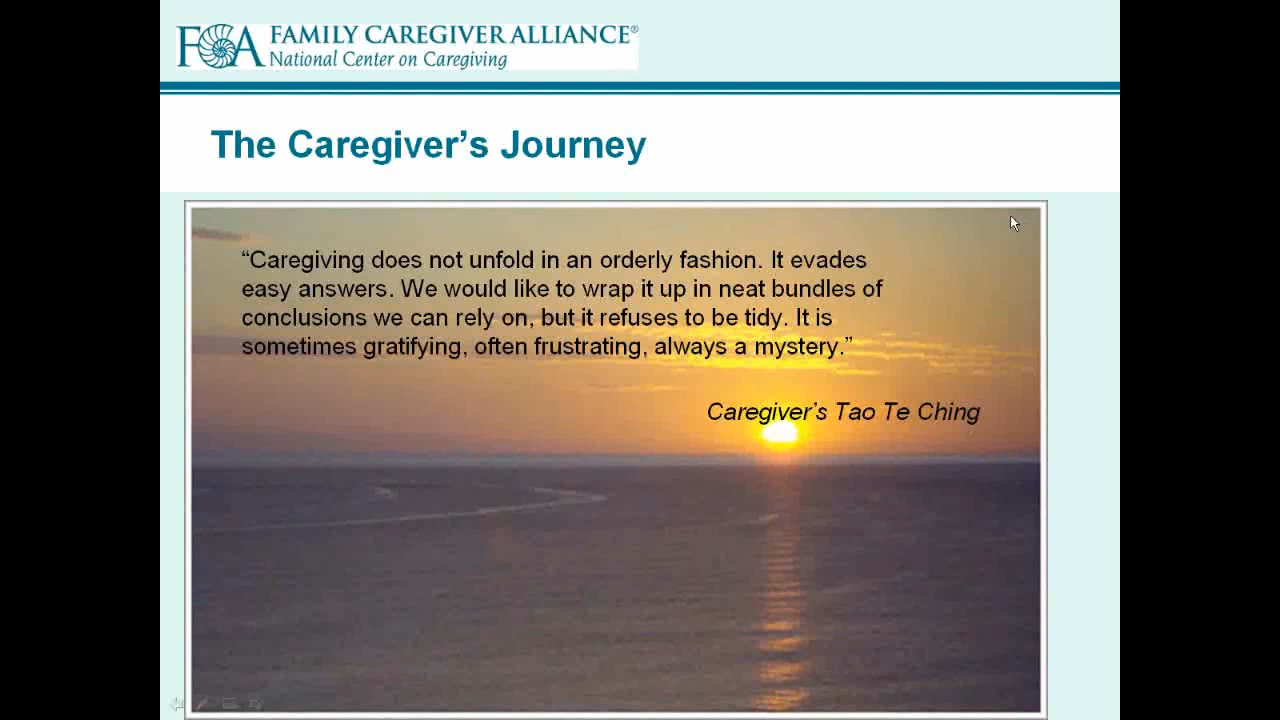 FCA FAMILY CAREGIVER ALLIANCE®
National Center on Caregiving
The Caregiver’s Journey
“Caregiving does not unfold in an orderly fashion. It evades
easy answers. We would like to wrap it up in neat bundles of
conclusions we can rely on, but it refuses to be tidy. It is
sometimes gratifying, often frustrating, always a mystery.”
Caregiver’s Tao Te Ching